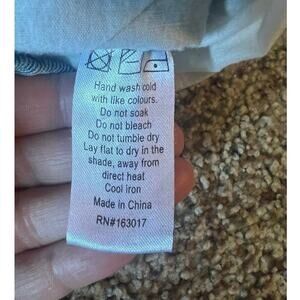 Hand wash cold
with like colours.
Do not soak
Do not bleach
Do not tumble dry
Lay flat to dry in the
shade, away from
direct heat
Cool iron
Made in China
RN#163017